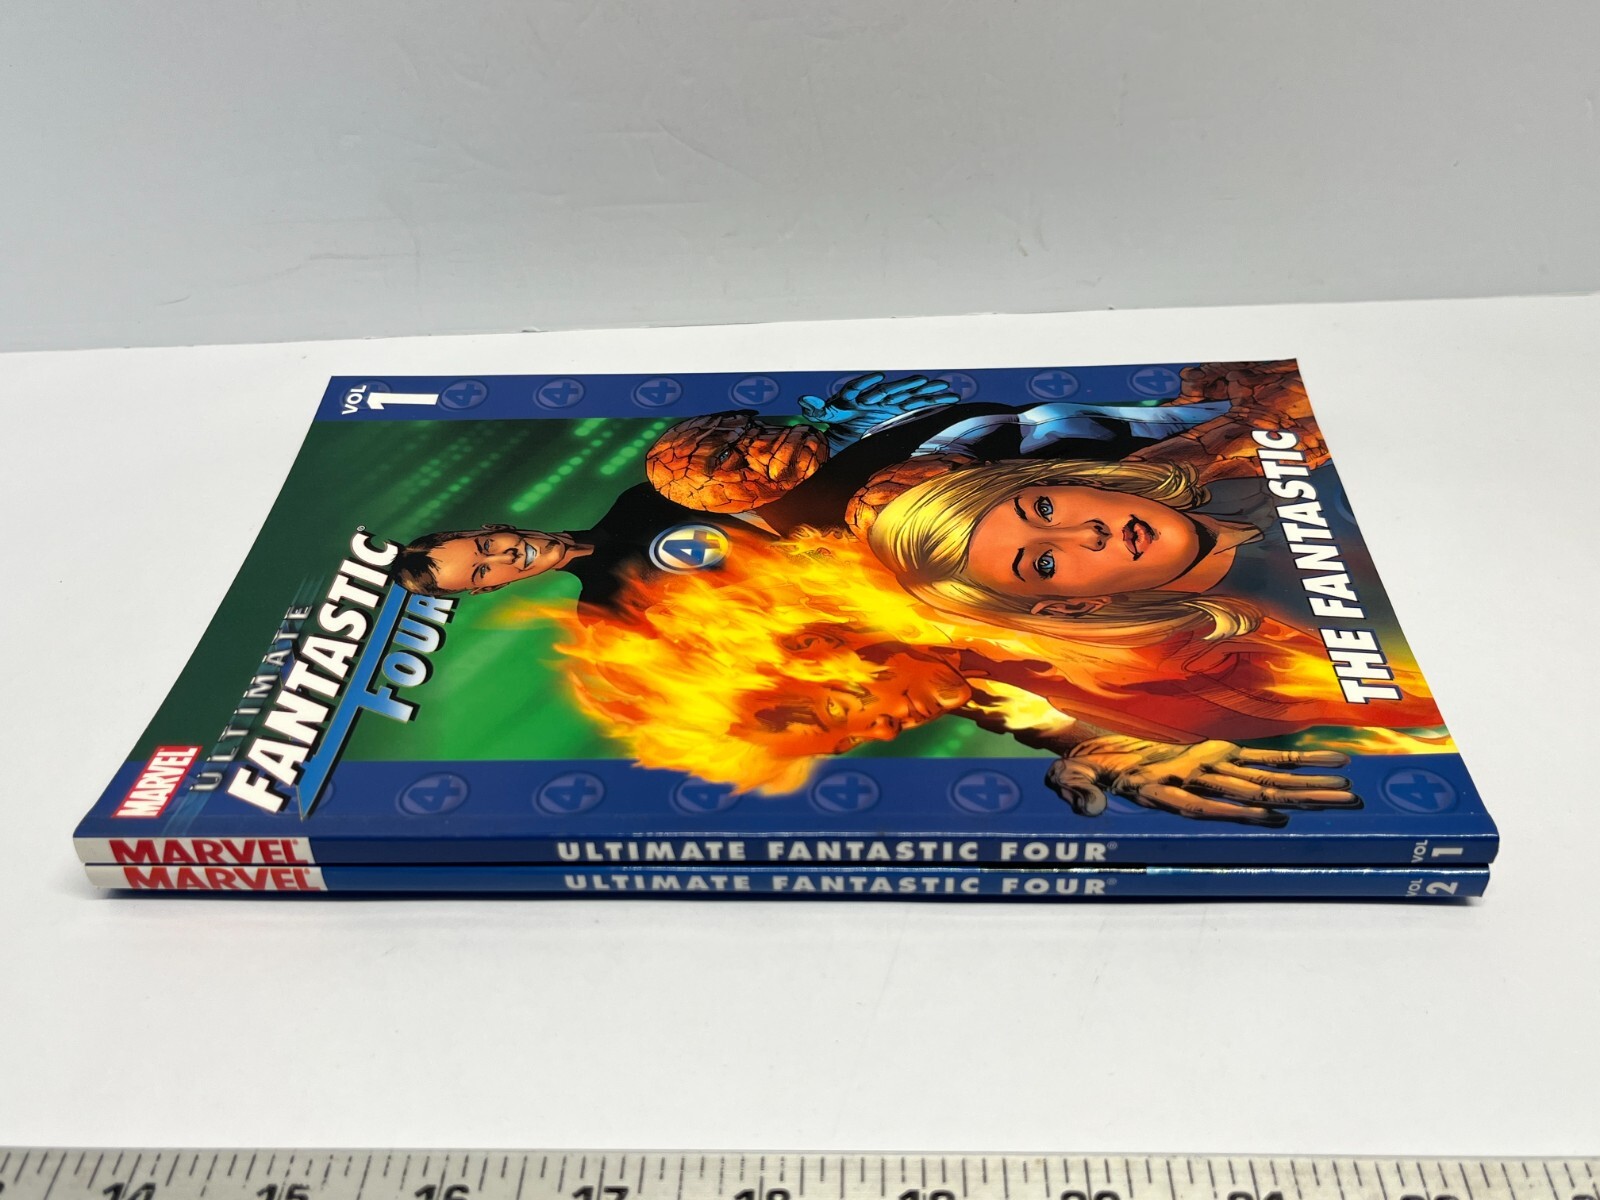 VOL 1
MARVEL
ULTIMATE
FANTASTIC
FOUR
THE FANTASTIC
MARVEL ULTIMATE FANTASTIC FOUR® VOL 1
MARVEL ULTIMATE FANTASTIC FOUR® VOL 2
14 15 16 17 18 19 20 21